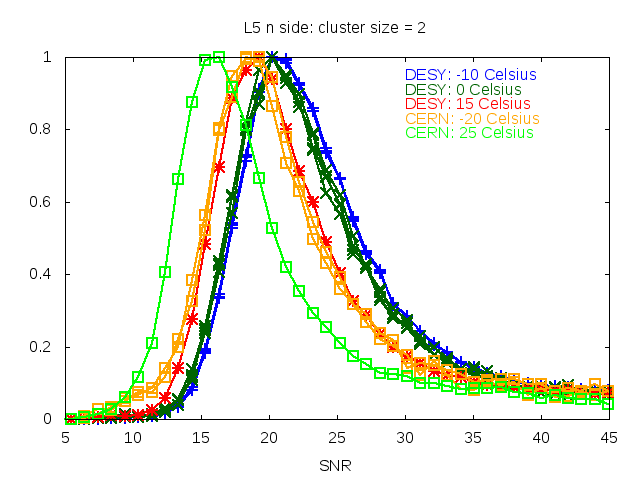 L5 n side: cluster size = 2
1
0.8
0.6
0.4
0.2
0
DESY: -10 Celsius
DESY: 0 Celsius
DESY: 15 Celsius
CERN: -20 Celsius
CERN: 25 Celsius
5 10 15 20 25 30 35 40 45
SNR